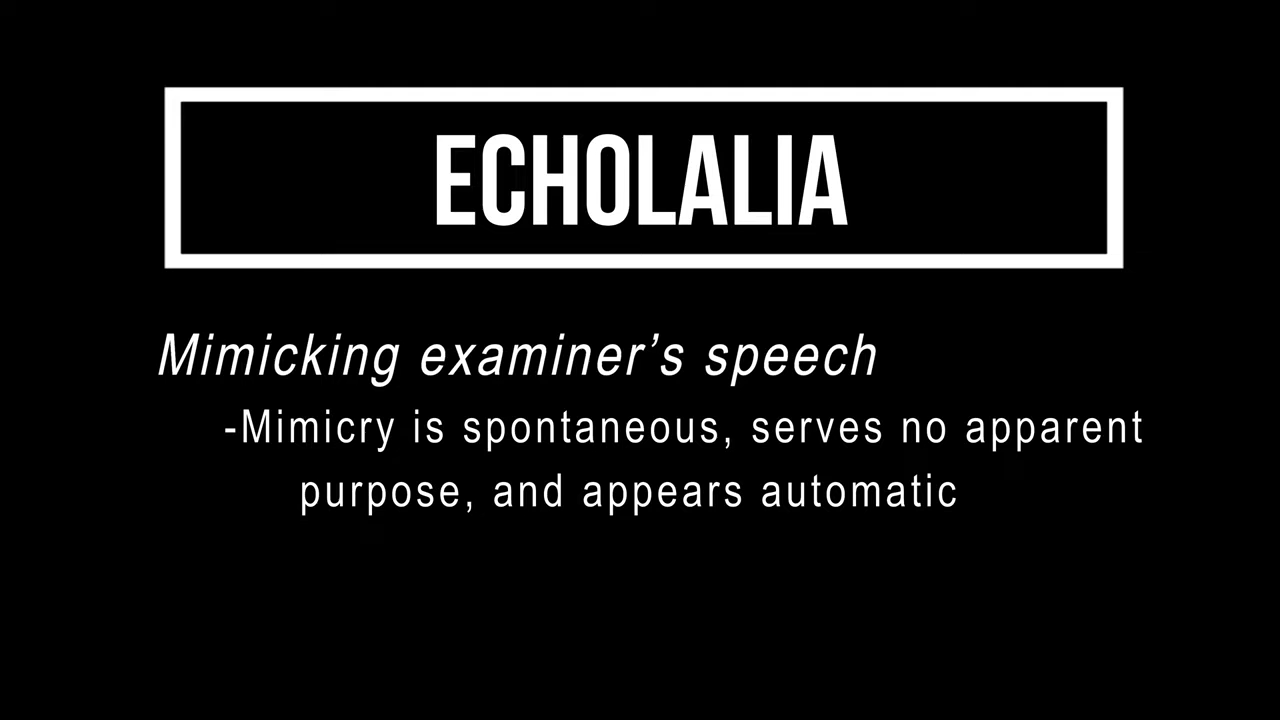 ECHOLALIA
Mimicking examiner’s speech
-Mimicry is spontaneous, serves no apparent
purpose, and appears automatic